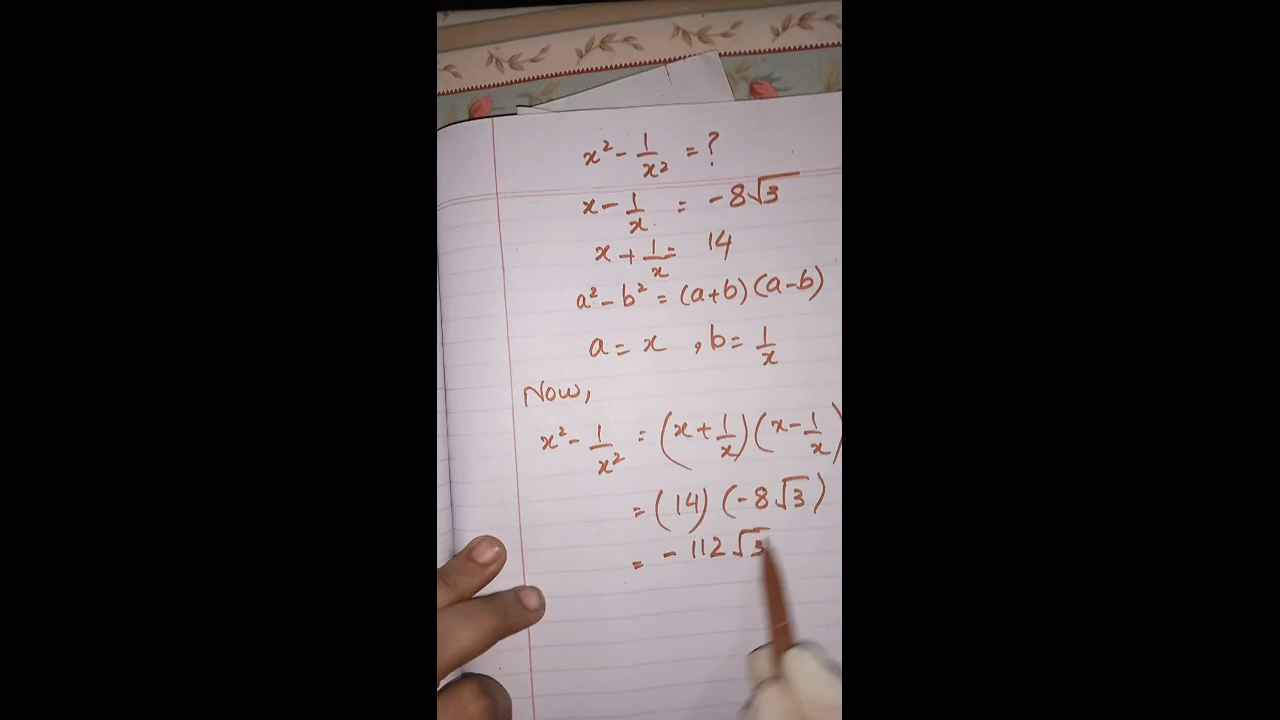 x² - 1/x² = ?
x - 1/x = -8√3
x + 1/x = 14
a² - b² = (a+b) (a-b)
a = x , b = 1/x
Now,
x² - 1/x² = (x + 1/x) (x - 1/x)
= (14) (-8√3)
= -112√3